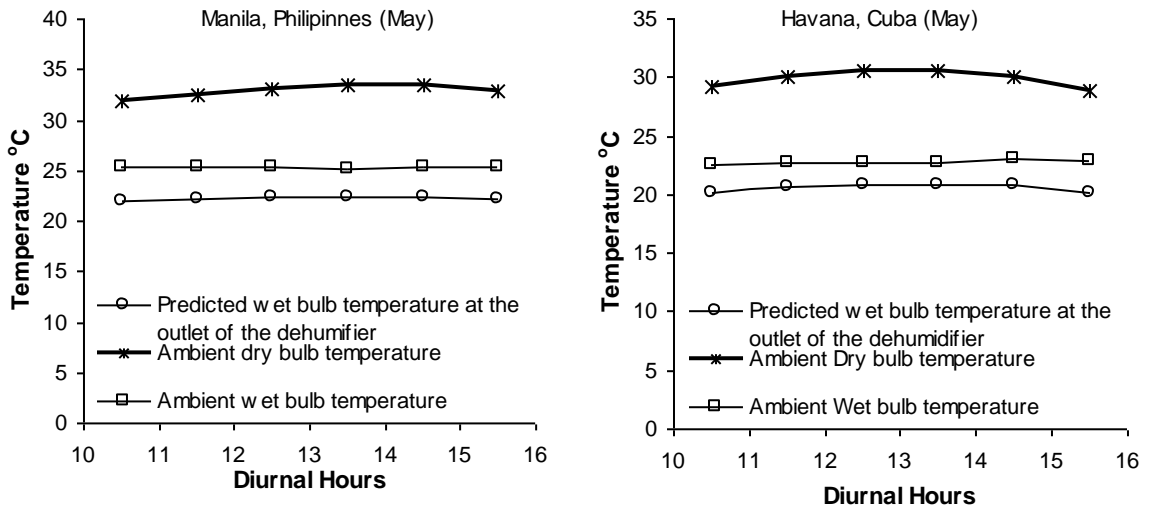 Manila, Philipinnes (May)
40
35
30
25
20
15
10
5
0
Temperature °C
Predicted wet bulb temperature at the
outlet of the dehumifier
Ambient dry bulb temperature
Ambient wet bulb temperature
10 11 12 13 14 15 16
Diurnal Hours
Havana, Cuba (May)
35
30
25
20
15
10
5
0
Temperature °C
Predicted wet bulb temperature at the
outlet of the dehumidifier
Ambient Dry bulb temperature
Ambient Wet bulb temperature
10 11 12 13 14 15 16
Diurnal Hours